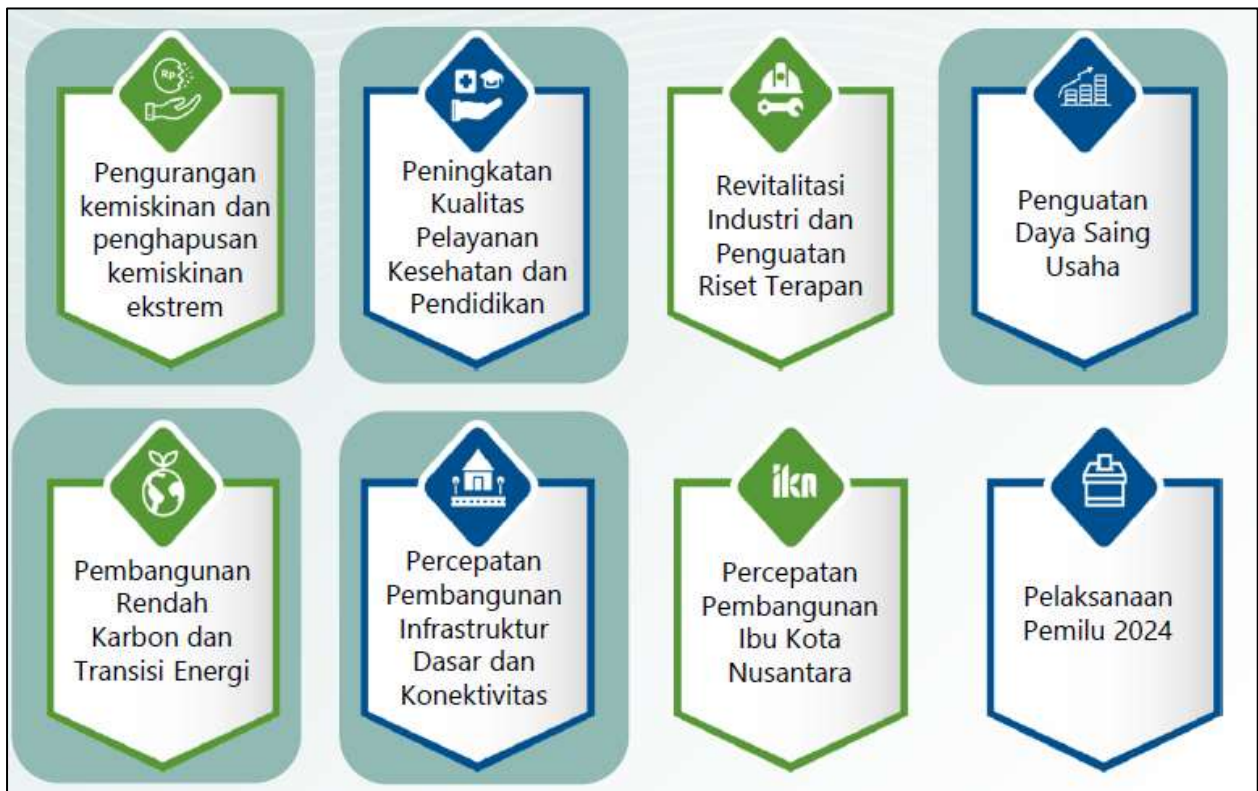 Rp
Pengurangan
kemiskinan dan
penghapusan
kemiskinan
ekstrem
Peningkatan
Kualitas
Pelayanan
Kesehatan dan
Pendidikan
Revitalitasi
Industri dan
Penguatan
Riset Terapan
Penguatan
Daya Saing
Usaha
Pembangunan
Rendah
Karbon dan
Transisi Energi
Percepatan
Pembangunan
Infrastruktur
Dasar dan
Konektivitas
ikn
Percepatan
Pembangunan
Ibu Kota
Nusantara
Pelaksanaan
Pemilu 2024